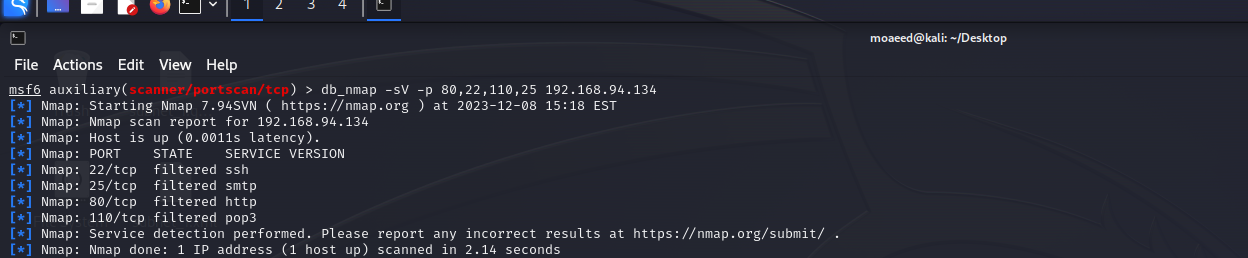 1 2 3 4
moaeed@kali: ~/Desktop
File Actions Edit View Help
msf6 auxiliary(scanner/portscan/tcp) > db_nmap -sV -p 80,22,110,25 192.168.94.134
[*] Nmap: Starting Nmap 7.94SVN ( https://nmap.org ) at 2023-12-08 15:18 EST
[*] Nmap: Nmap scan report for 192.168.94.134
[*] Nmap: Host is up (0.0011s latency).
[*] Nmap: PORT    STATE    SERVICE VERSION
[*] Nmap: 22/tcp  filtered ssh
[*] Nmap: 25/tcp  filtered smtp
[*] Nmap: 80/tcp  filtered http
[*] Nmap: 110/tcp filtered pop3
[*] Nmap: Service detection performed. Please report any incorrect results at https://nmap.org/submit/ .
[*] Nmap: Nmap done: 1 IP address (1 host up) scanned in 2.14 seconds